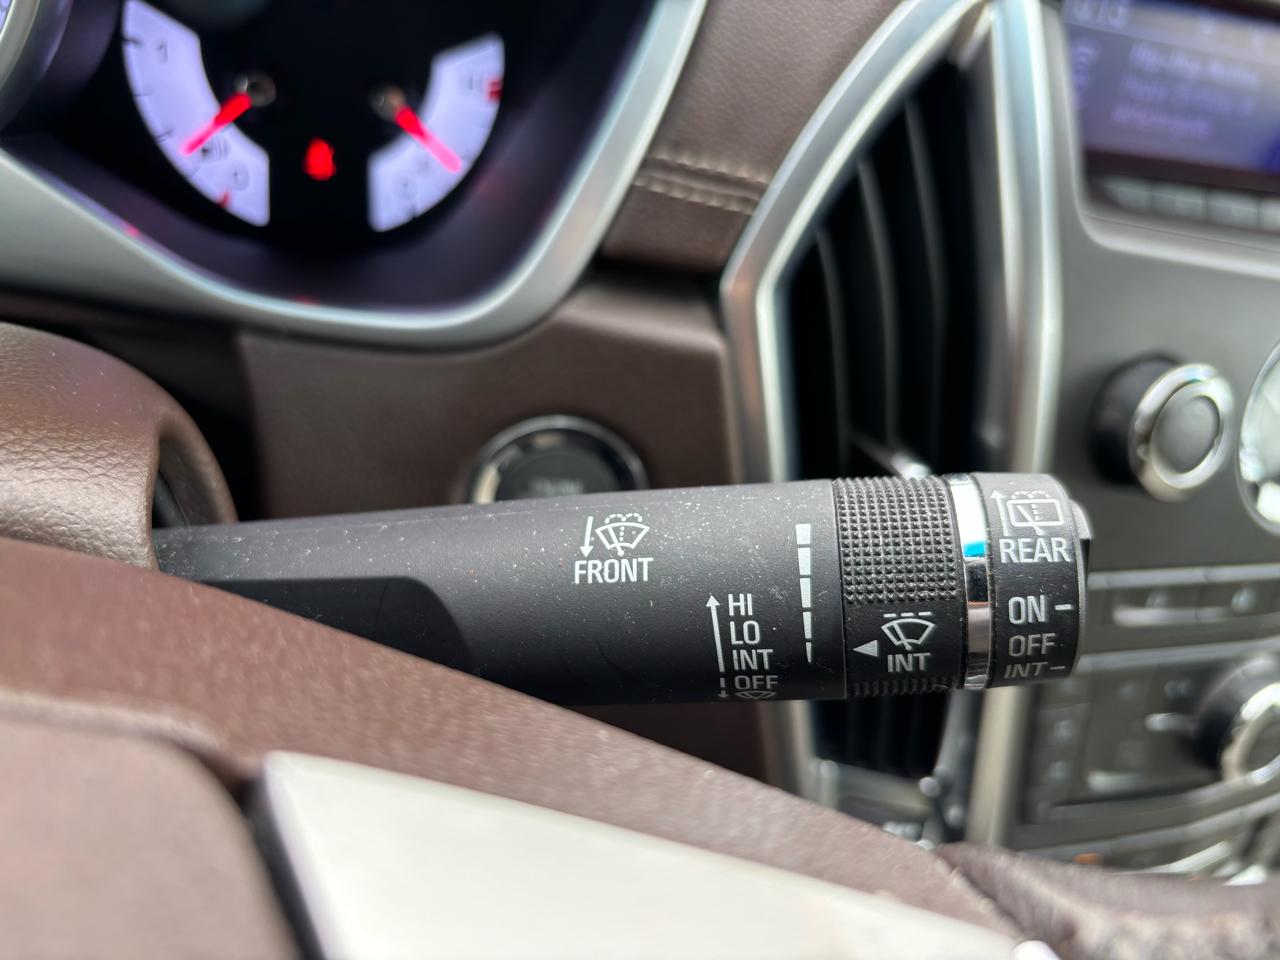 FRONT
HI
LO
INT
OFF
INT
REAR
ON
OFF
INT
H